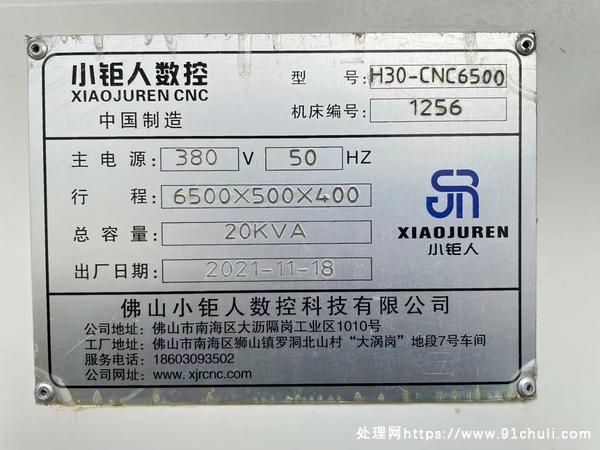 小钜人数控
XIAOJUREN CNC
中国制造
型 号: H30-CNC6500
机床编号: 1256
主 电 源: 380 V 50 HZ
行 程: 6500×500×400
总 容 量: 20KVA
出厂日期: 2021-11-18
XIAOJUREN
小钜人
佛山小钜人数控科技有限公司
公司地址: 佛山市南海区大沥隔岗工业区1010号
工厂地址: 佛山市南海区狮山镇罗洞北山村“大涡岗”地段7号车间
服务电话: 18603093502
公司网址: www.xjrcnc.com
处理网https://www.91chuli.com